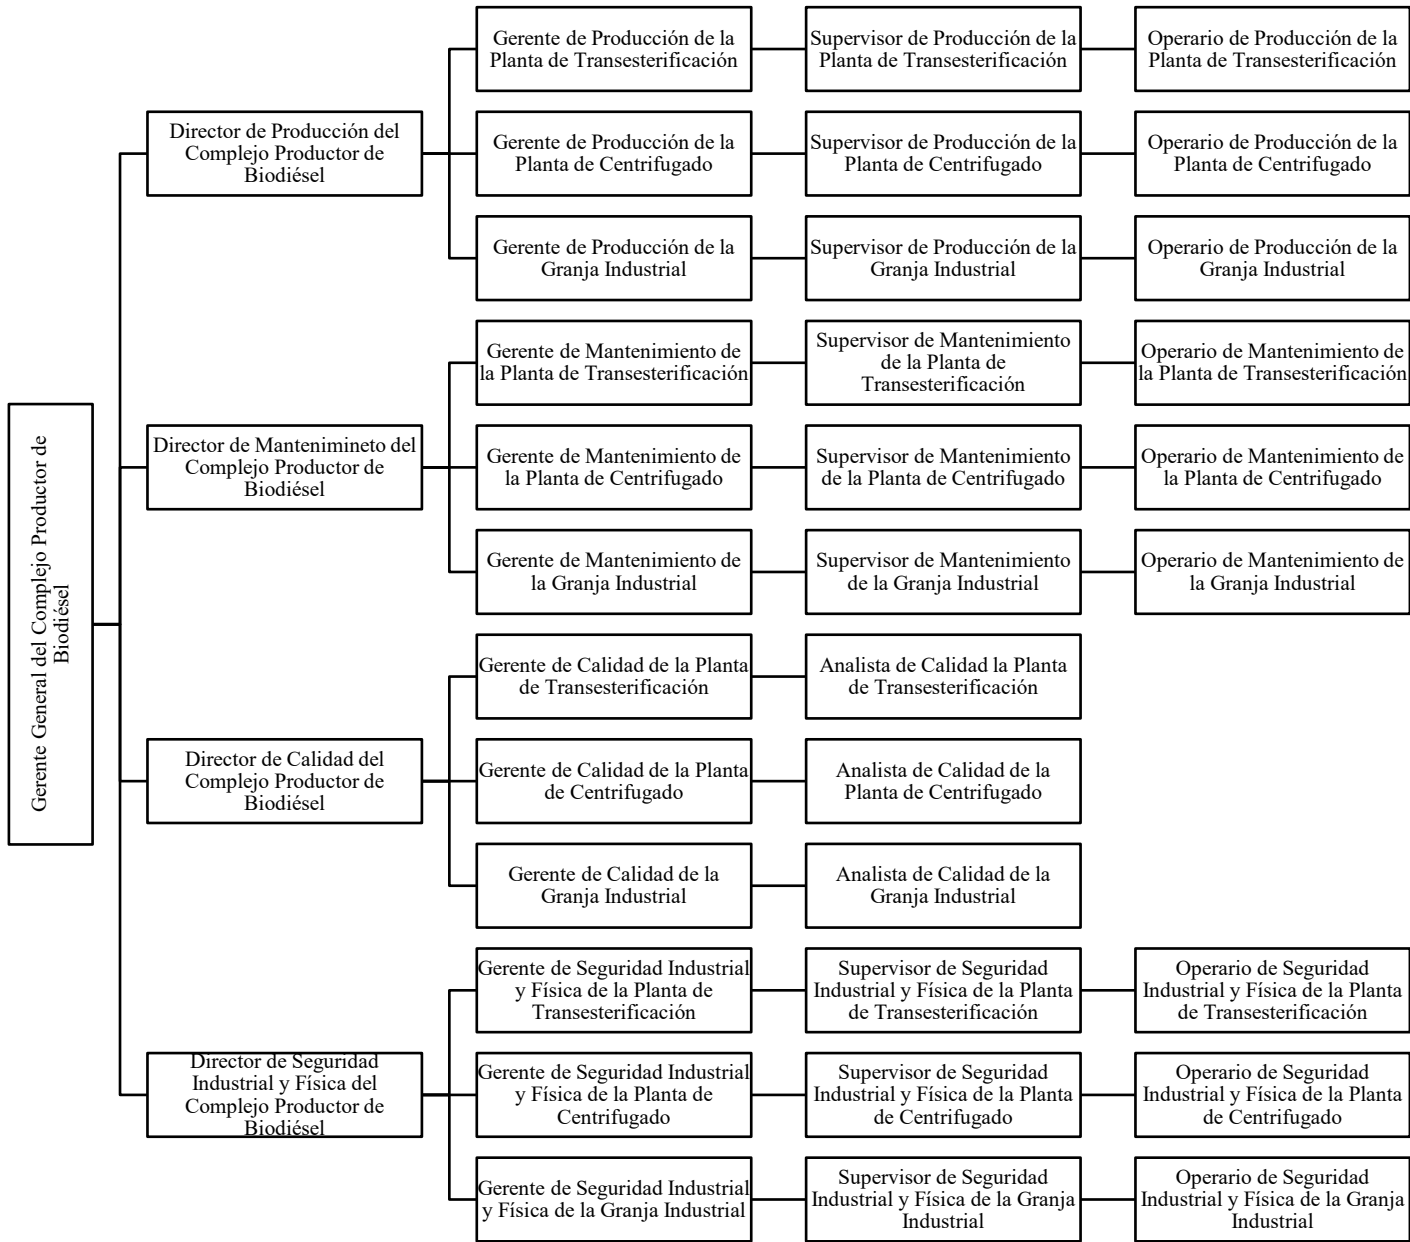 Gerente General del Complejo Productor de
Biodiésel
Director de Producción del
Complejo Productor de
Biodiésel
Gerente de Producción de la
Planta de Transesterificación
Supervisor de Producción de la
Planta de Transesterificación
Operario de Producción de la
Planta de Transesterificación
Gerente de Producción de la
Planta de Centrifugado
Supervisor de Producción de la
Planta de Centrifugado
Operario de Producción de la
Planta de Centrifugado
Gerente de Producción de la
Granja Industrial
Supervisor de Producción de la
Granja Industrial
Operario de Producción de la
Granja Industrial
Director de Mantenimineto del
Complejo Productor de
Biodiésel
Gerente de Mantenimiento de
la Planta de Transesterificación
Supervisor de Mantenimiento
de la Planta de
Transesterificación
Operario de Mantenimiento de
la Planta de Transesterificación
Gerente de Mantenimiento de
la Planta de Centrifugado
Supervisor de Mantenimiento
de la Planta de Centrifugado
Operario de Mantenimiento de
la Planta de Centrifugado
Gerente de Mantenimiento de
la Granja Industrial
Supervisor de Mantenimiento
de la Granja Industrial
Operario de Mantenimiento de
la Granja Industrial
Director de Calidad del
Complejo Productor de
Biodiésel
Gerente de Calidad de la Planta
de Transesterificación
Analista de Calidad la Planta
de Transesterificación
Gerente de Calidad de la Planta
de Centrifugado
Analista de Calidad de la
Planta de Centrifugado
Gerente de Calidad de la
Granja Industrial
Analista de Calidad de la
Granja Industrial
Director de Seguridad
Industrial y Física del
Complejo Productor de
Biodiésel
Gerente de Seguridad Industrial
y Física de la Planta de
Transesterificación
Supervisor de Seguridad
Industrial y Física de la Planta
de Transesterificación
Operario de Seguridad
Industrial y Física de la Planta
de Transesterificación
Gerente de Seguridad Industrial
y Física de la Planta de
Centrifugado
Supervisor de Seguridad
Industrial y Física de la Planta
de Centrifugado
Operario de Seguridad
Industrial y Física de la Planta
de Centrifugado
Gerente de Seguridad Industrial
y Física de la Granja Industrial
Supervisor de Seguridad
Industrial y Física de la Granja
Industrial
Operario de Seguridad
Industrial y Física de la Granja
Industrial